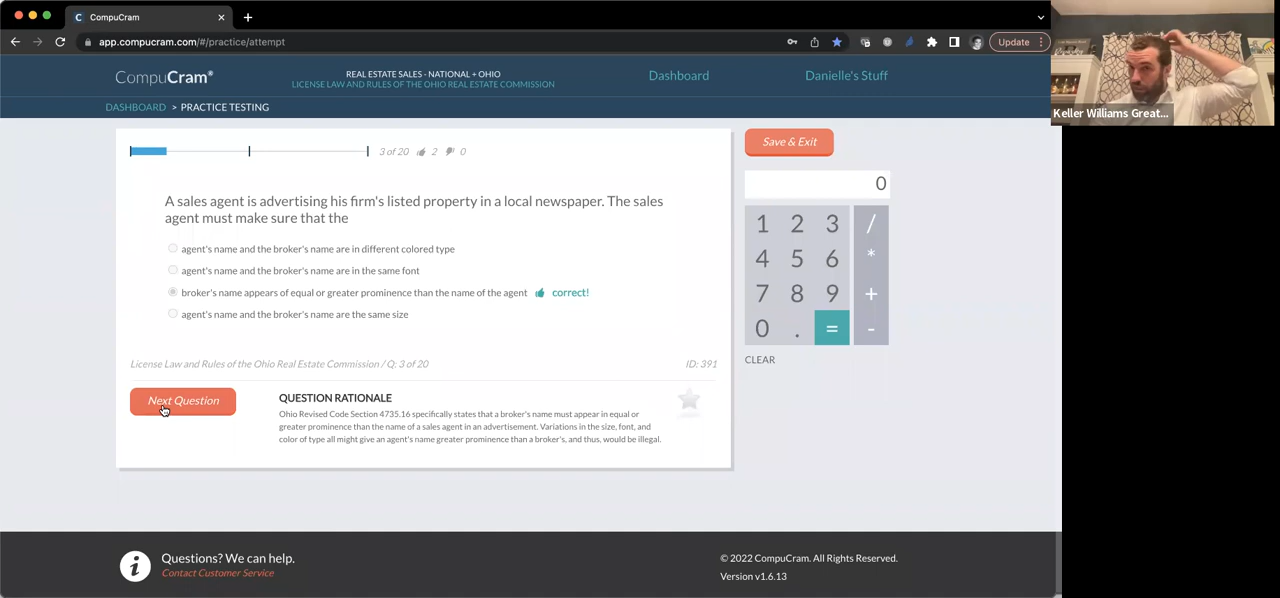 CompuCram
app.compucram.com/#/practice/attempt
Update
CompuCram®
REAL ESTATE SALES - NATIONAL + OHIO
LICENSE LAW AND RULES OF THE OHIO REAL ESTATE COMMISSION
Dashboard
Danielle's Stuff
DASHBOARD > PRACTICE TESTING
Keller Williams Great...
3 of 20 2 0
Save & Exit
0
A sales agent is advertising his firm's listed property in a local newspaper. The sales
agent must make sure that the
agent's name and the broker's name are in different colored type
agent's name and the broker's name are in the same font
broker's name appears of equal or greater prominence than the name of the agent correct!
agent's name and the broker's name are the same size
1 2 3 /
4 5 6 *
7 8 9 +
0 . = -
CLEAR
License Law and Rules of the Ohio Real Estate Commission / Q: 3 of 20
ID: 391
Next Question
QUESTION RATIONALE
Ohio Revised Code Section 4735.16 specifically states that a broker's name must appear in equal or
greater prominence than the name of a sales agent in an advertisement. Variations in the size, font, and
color of type all might give an agent's name greater prominence than a broker's, and thus, would be illegal.
Questions? We can help.
Contact Customer Service
© 2022 CompuCram. All Rights Reserved.
Version v1.6.13